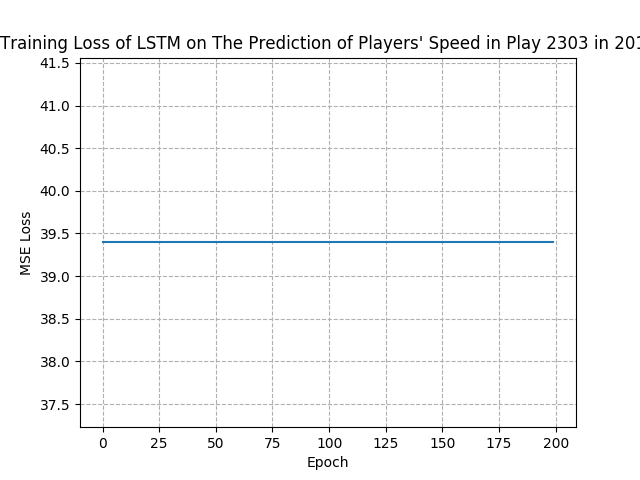 Training Loss of LSTM on The Prediction of Players' Speed in Play 2303 in 201
41.5
41.0
40.5
40.0
39.5
39.0
38.5
38.0
37.5
MSE Loss
0 25 50 75 100 125 150 175 200
Epoch